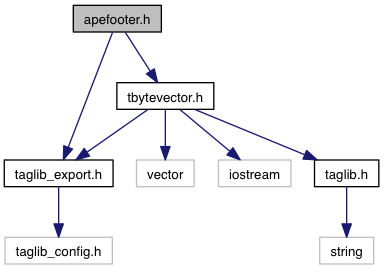 apefooter.h
tbytevector.h
taglib_export.h
vector
iostream
taglib.h
taglib_config.h
string